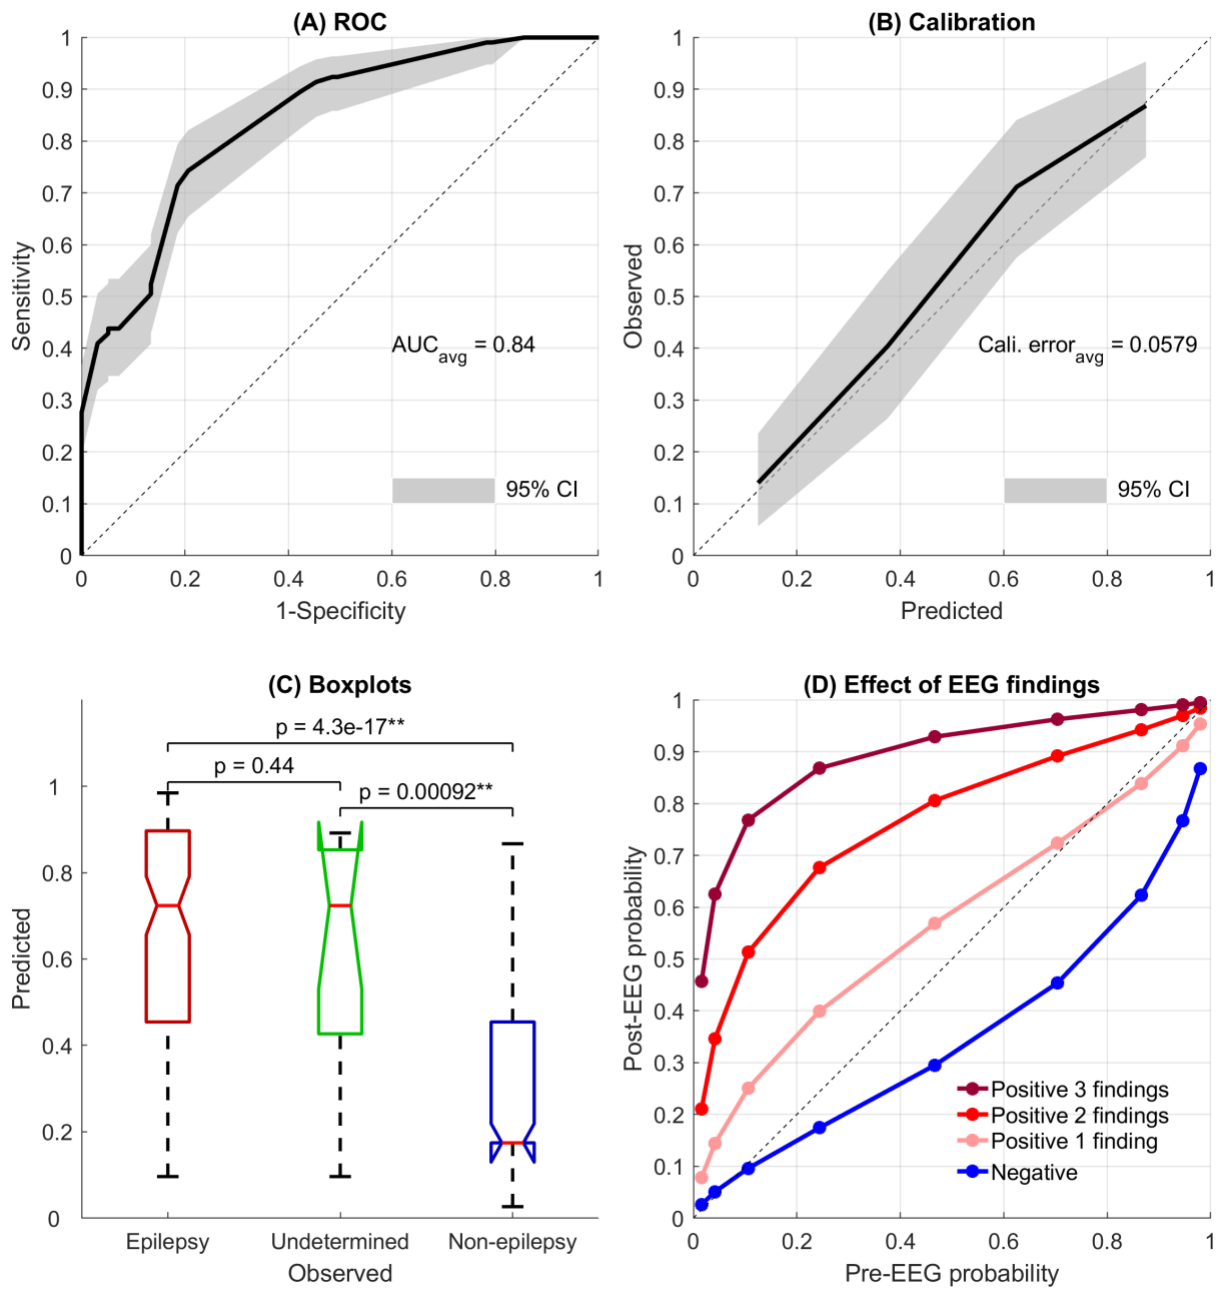 (A) ROC
1
0.9
0.8
0.7
0.6
0.5
0.4
0.3
0.2
0.1
0
Sensitivity
AUCavg = 0.84
95% CI
0 0.2 0.4 0.6 0.8 1
1-Specificity
(B) Calibration
1
0.9
0.8
0.7
0.6
0.5
0.4
0.3
0.2
0.1
0
Observed
Cali. erroravg = 0.0579
95% CI
0 0.2 0.4 0.6 0.8 1
Predicted
(C) Boxplots
p = 4.3e-17**
p = 0.44
p = 0.00092**
1
0.8
0.6
0.4
0.2
0
Predicted
Epilepsy Undetermined Non-epilepsy
Observed
(D) Effect of EEG findings
1
0.9
0.8
0.7
0.6
0.5
0.4
0.3
0.2
0.1
0
Post-EEG probability
Positive 3 findings
Positive 2 findings
Positive 1 finding
Negative
0 0.2 0.4 0.6 0.8 1
Pre-EEG probability